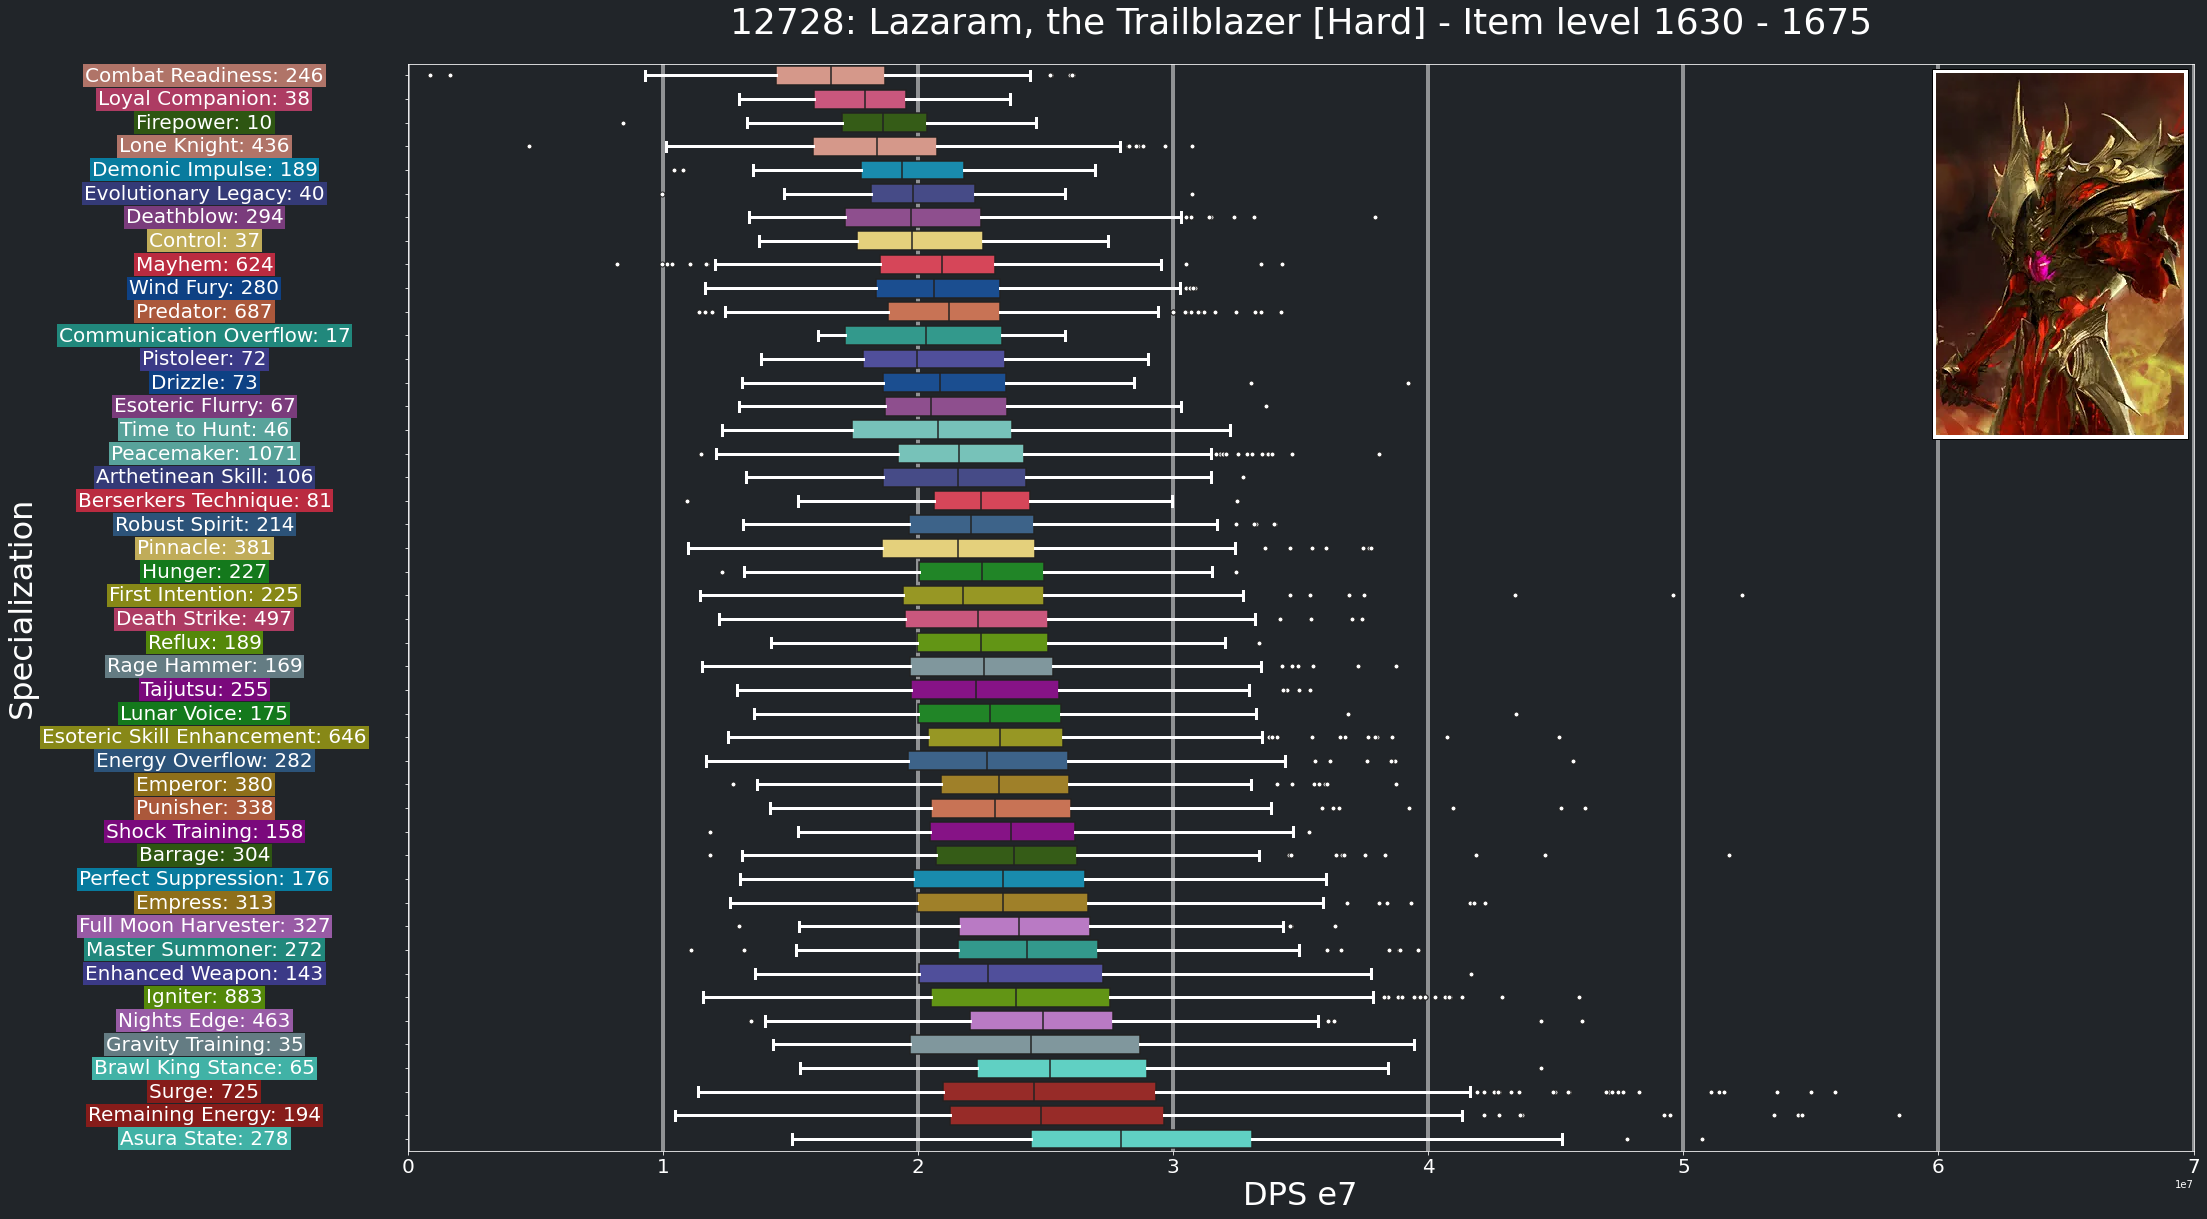 12728: Lazaram, the Trailblazer [Hard] - Item level 1630 - 1675
Specialization
Combat Readiness: 246
Loyal Companion: 38
Firepower: 10
Lone Knight: 436
Demonic Impulse: 189
Evolutionary Legacy: 40
Deathblow: 294
Control: 37
Mayhem: 624
Wind Fury: 280
Predator: 687
Communication Overflow: 17
Pistoleer: 72
Drizzle: 73
Esoteric Flurry: 67
Time to Hunt: 46
Peacemaker: 1071
Arthetinean Skill: 106
Berserkers Technique: 81
Robust Spirit: 214
Pinnacle: 381
Hunger: 227
First Intention: 225
Death Strike: 497
Reflux: 189
Rage Hammer: 169
Taijutsu: 255
Lunar Voice: 175
Esoteric Skill Enhancement: 646
Energy Overflow: 282
Emperor: 380
Punisher: 338
Shock Training: 158
Barrage: 304
Perfect Suppression: 176
Empress: 313
Full Moon Harvester: 327
Master Summoner: 272
Enhanced Weapon: 143
Igniter: 883
Nights Edge: 463
Gravity Training: 35
Brawl King Stance: 65
Surge: 725
Remaining Energy: 194
Asura State: 278
0 1 2 3 4 5 6 7
1e7
DPS e7